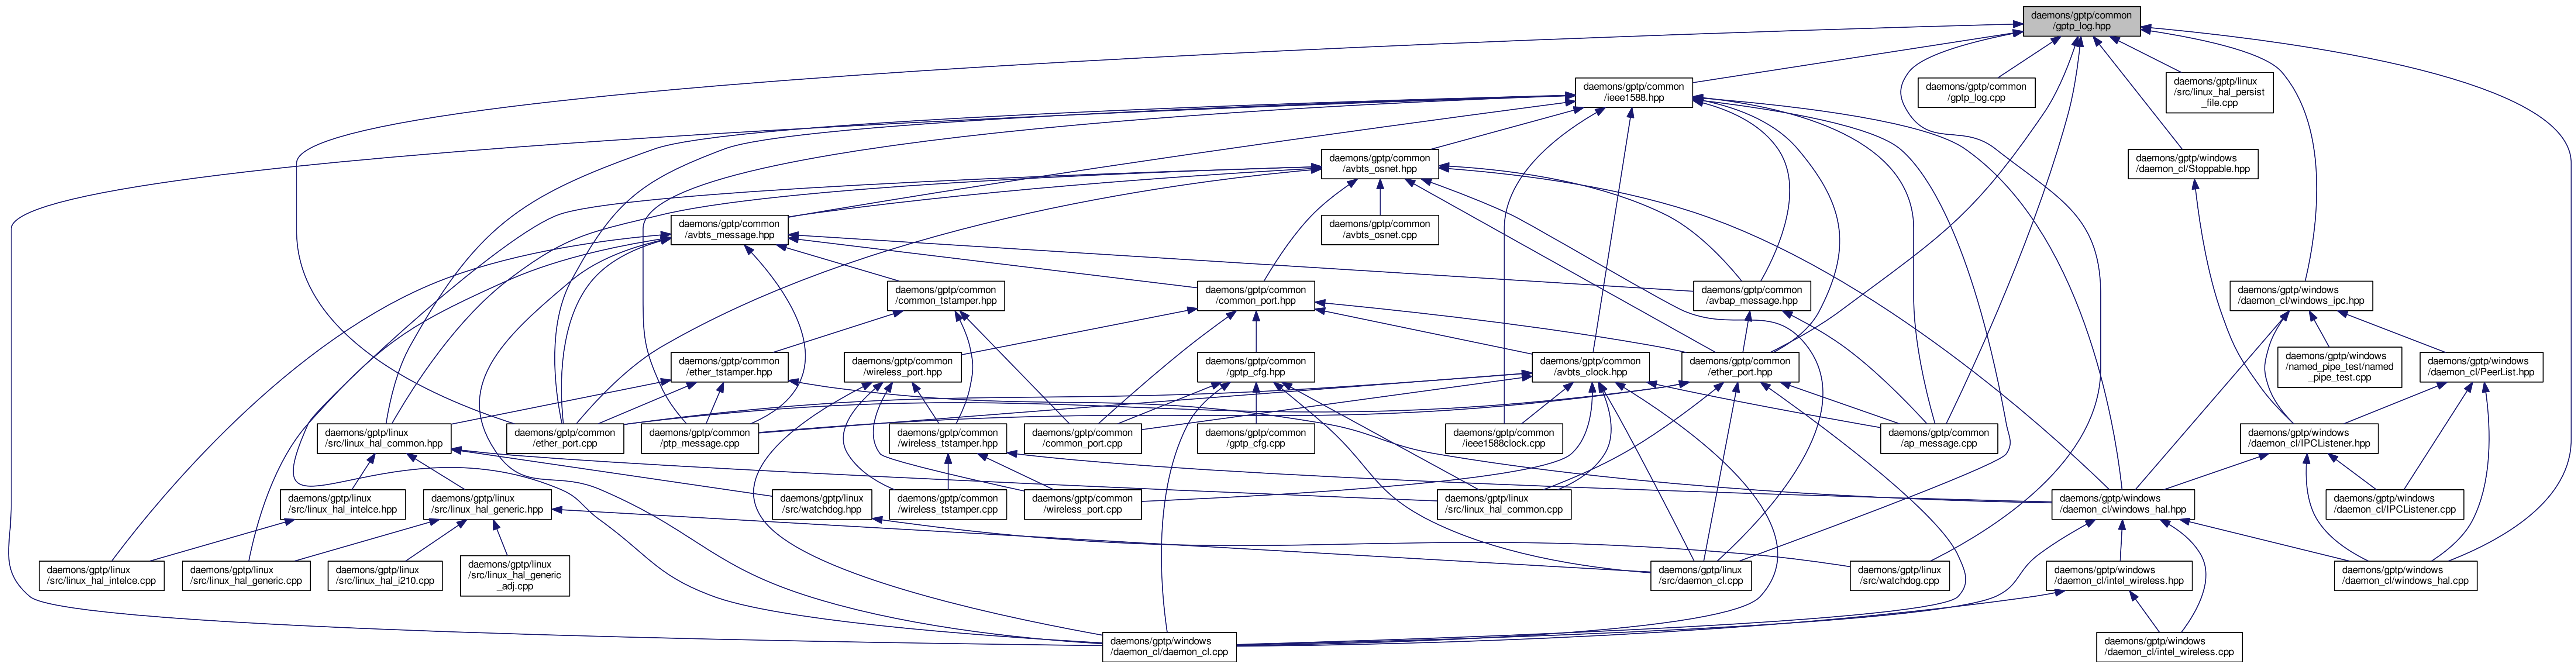 daemons/gptp/common
/gptp_log.hpp
daemons/gptp/common
/ieee1588.hpp
daemons/gptp/common
/gptp_log.cpp
daemons/gptp/linux
/src/linux_hal_persist
_file.cpp
daemons/gptp/common
/avbts_osnet.hpp
daemons/gptp/windows
/daemon_cl/Stoppable.hpp
daemons/gptp/common
/avbts_message.hpp
daemons/gptp/common
/avbts_osnet.cpp
daemons/gptp/common
/common_tstamper.hpp
daemons/gptp/common
/common_port.hpp
daemons/gptp/common
/avbap_message.hpp
daemons/gptp/windows
/daemon_cl/windows_ipc.hpp
daemons/gptp/common
/ether_tstamper.hpp
daemons/gptp/common
/wireless_port.hpp
daemons/gptp/common
/gptp_cfg.hpp
daemons/gptp/common
/avbts_clock.hpp
daemons/gptp/common
/ether_port.hpp
daemons/gptp/windows
/named_pipe_test/named
_pipe_test.cpp
daemons/gptp/windows
/daemon_cl/PeerList.hpp
daemons/gptp/linux
/src/linux_hal_common.hpp
daemons/gptp/common
/ether_port.cpp
daemons/gptp/common
/ptp_message.cpp
daemons/gptp/common
/wireless_tstamper.hpp
daemons/gptp/common
/common_port.cpp
daemons/gptp/common
/gptp_cfg.cpp
daemons/gptp/common
/ieee1588clock.cpp
daemons/gptp/common
/ap_message.cpp
daemons/gptp/windows
/daemon_cl/IPCListener.hpp
daemons/gptp/linux
/src/linux_hal_intelce.hpp
daemons/gptp/linux
/src/linux_hal_generic.hpp
daemons/gptp/linux
/src/watchdog.hpp
daemons/gptp/common
/wireless_tstamper.cpp
daemons/gptp/common
/wireless_port.cpp
daemons/gptp/linux
/src/linux_hal_common.cpp
daemons/gptp/windows
/daemon_cl/windows_hal.hpp
daemons/gptp/windows
/daemon_cl/IPCListener.cpp
daemons/gptp/linux
/src/linux_hal_intelce.cpp
daemons/gptp/linux
/src/linux_hal_generic.cpp
daemons/gptp/linux
/src/linux_hal_i210.cpp
daemons/gptp/linux
/src/linux_hal_generic
_adj.cpp
daemons/gptp/linux
/src/daemon_cl.cpp
daemons/gptp/linux
/src/watchdog.cpp
daemons/gptp/windows
/daemon_cl/intel_wireless.hpp
daemons/gptp/windows
/daemon_cl/windows_hal.cpp
daemons/gptp/windows
/daemon_cl/daemon_cl.cpp
daemons/gptp/windows
/daemon_cl/intel_wireless.cpp